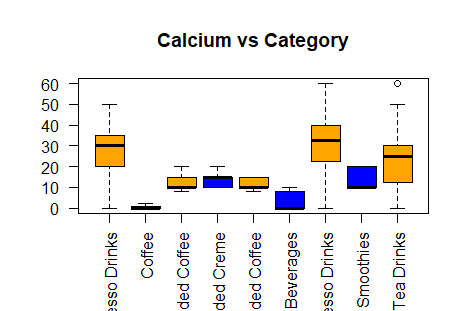 Calcium vs Category
60
50
40
30
20
10
0
esso Drinks
Coffee
ded Coffee
ded Creme
ded Coffee
Beverages
esso Drinks
Smoothies
Tea Drinks